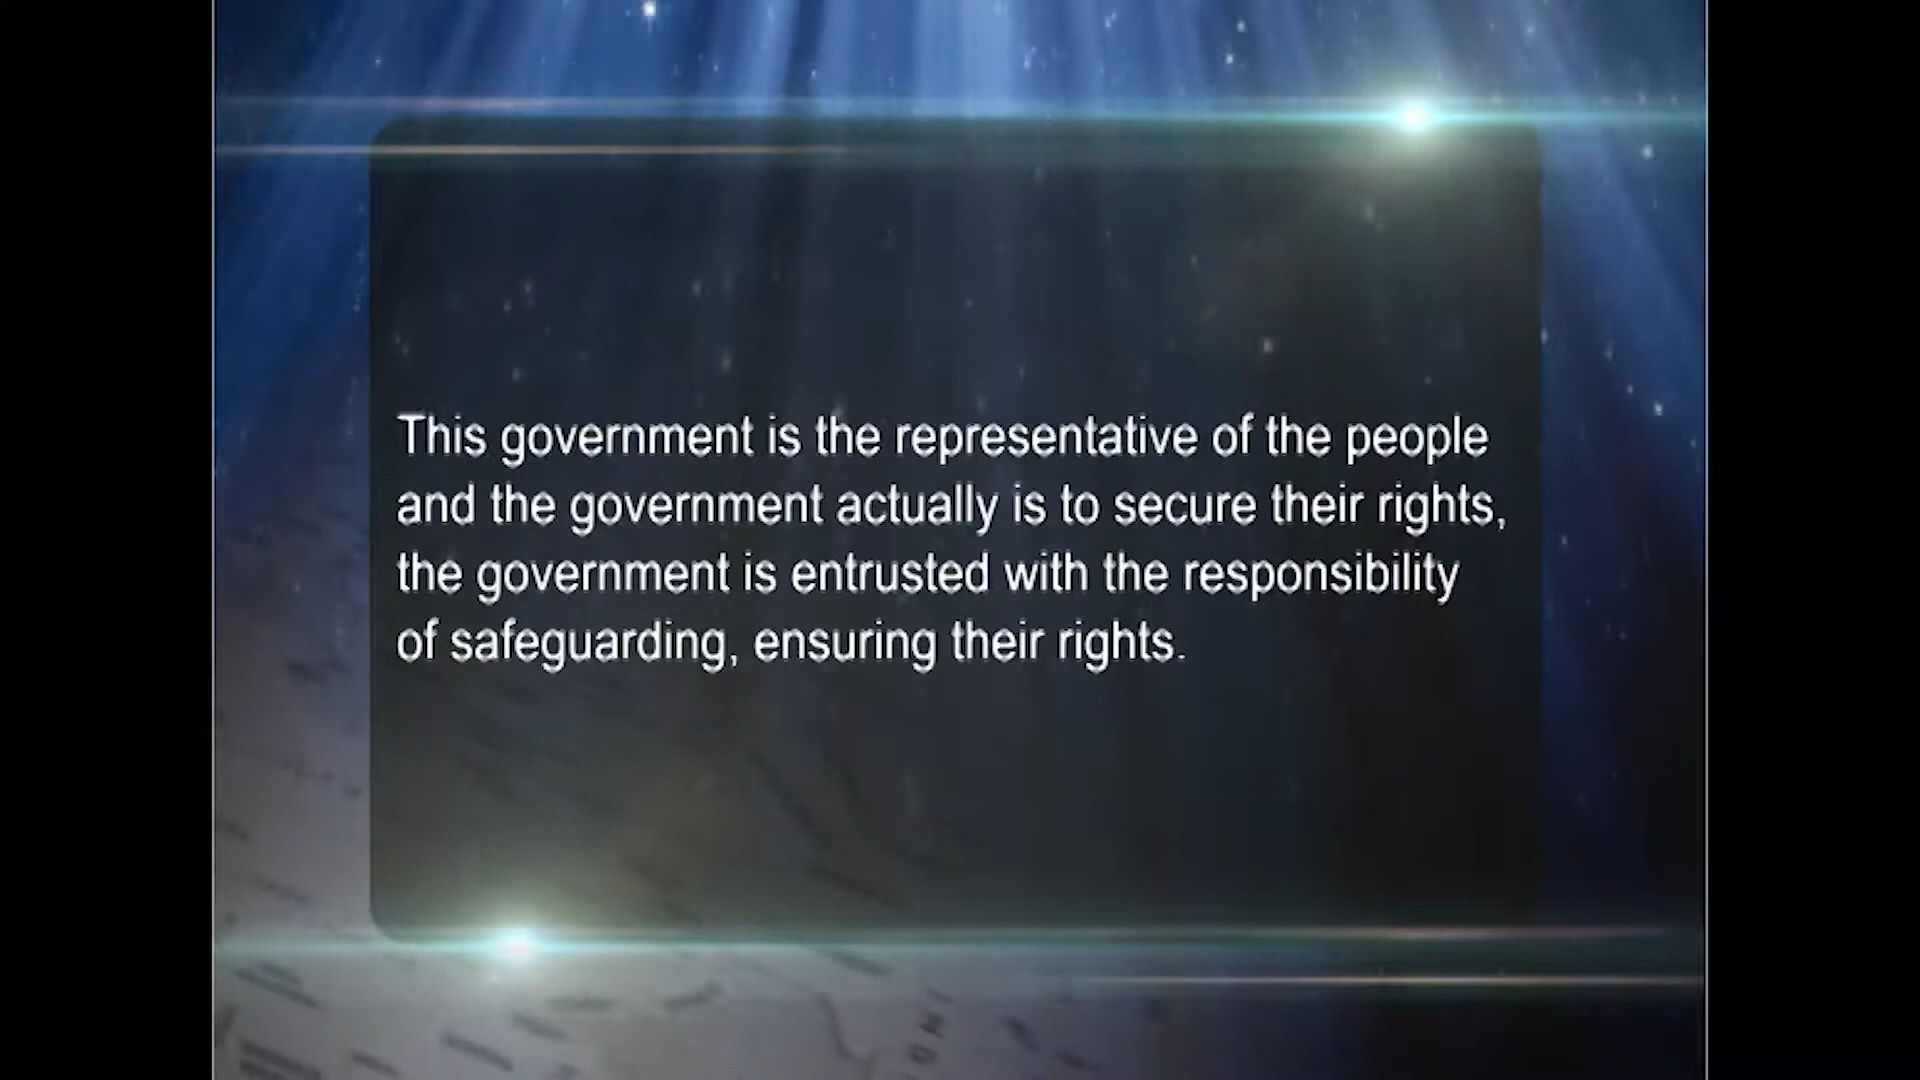 This government is the representative of the people
and the government actually is to secure their rights,
the government is entrusted with the responsibility
of safeguarding, ensuring their rights.